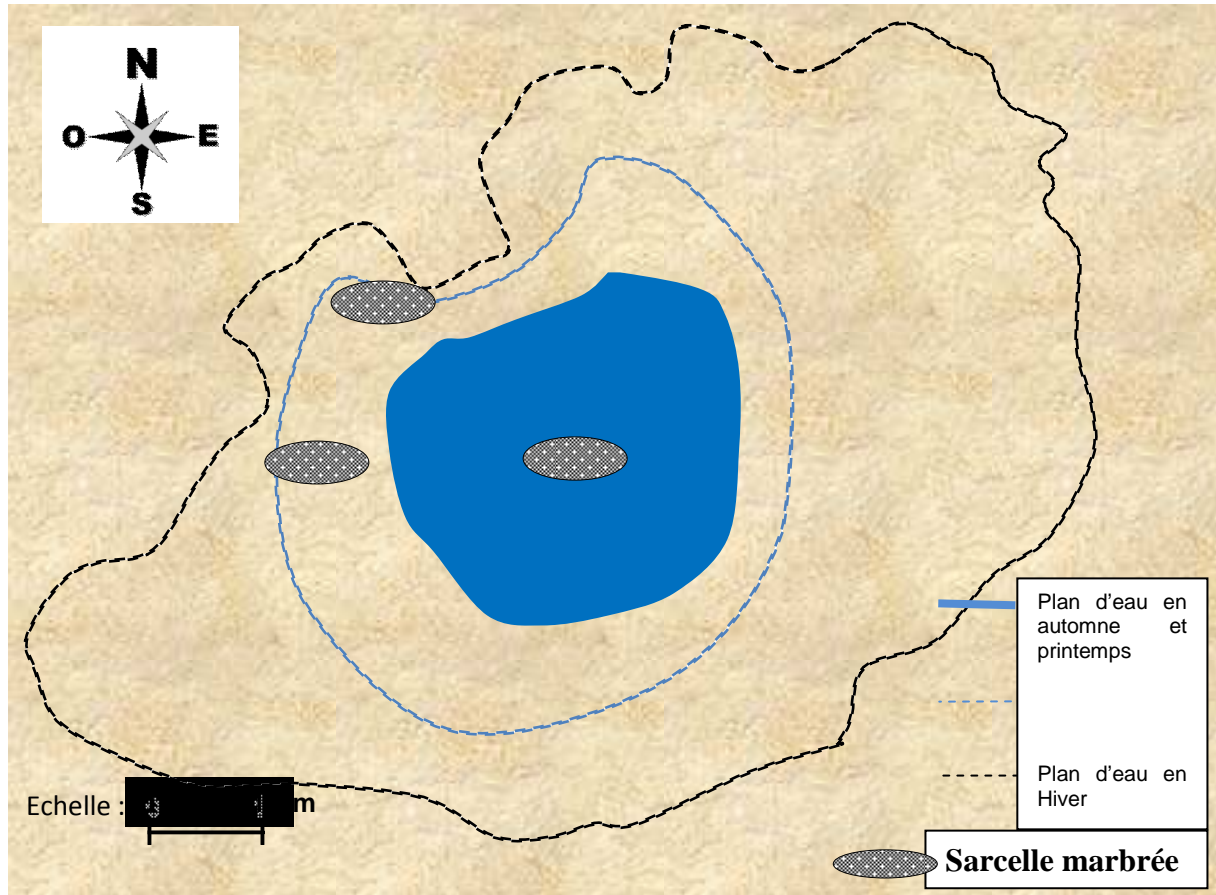 N
O E
S
Plan d'eau en
automne et
printemps
Plan d'eau en
Hiver
Echelle : m
Sarcelle marbrée